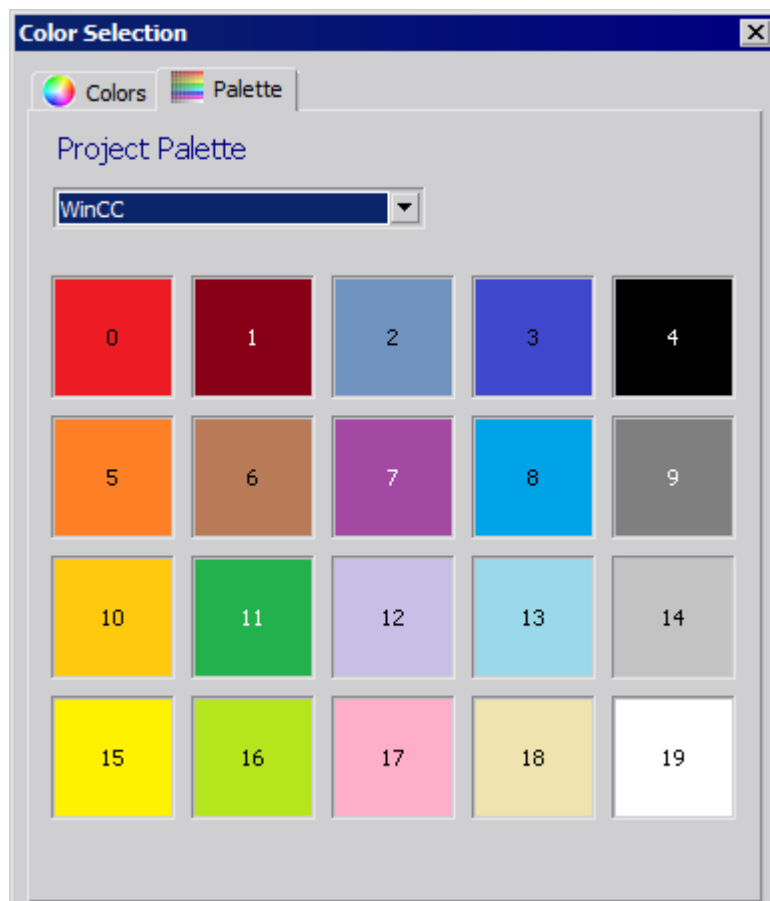 Color Selection
Colors Palette
Project Palette
WinCC
0 1 2 3 4
5 6 7 8 9
10 11 12 13 14
15 16 17 18 19